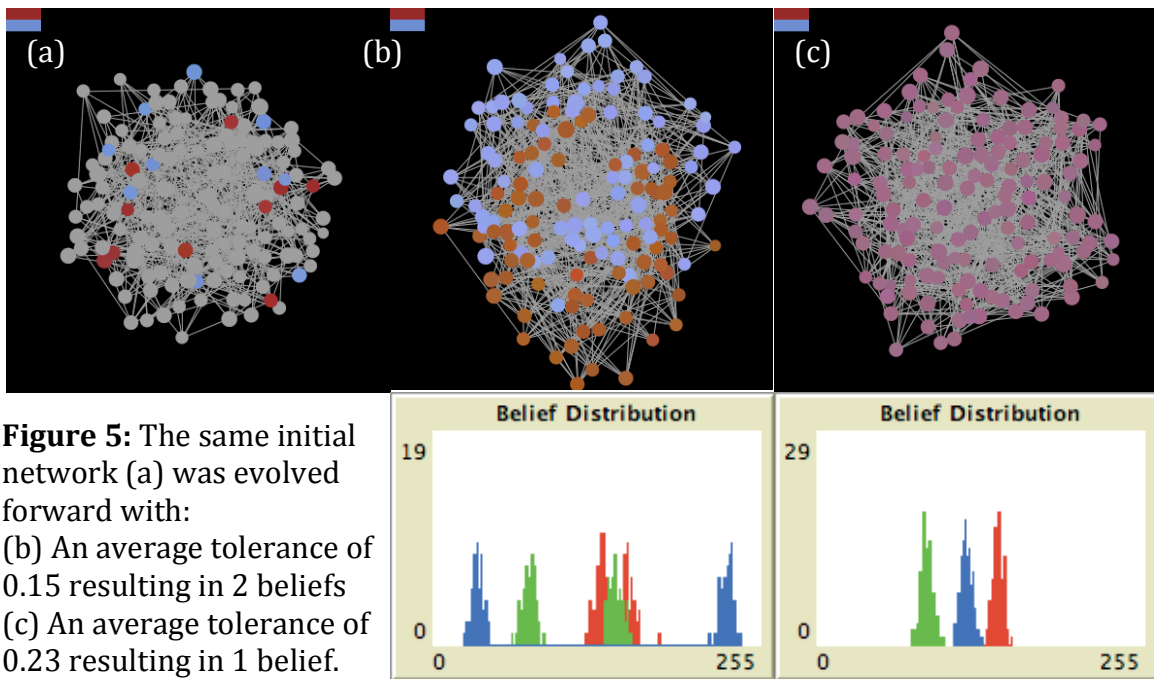 (a)
(b)
(c)
Figure 5: The same initial
network (a) was evolved
forward with:
(b) An average tolerance of
0.15 resulting in 2 beliefs
(c) An average tolerance of
0.23 resulting in 1 belief.
Belief Distribution
19
0
0
255
Belief Distribution
29
0
0
255